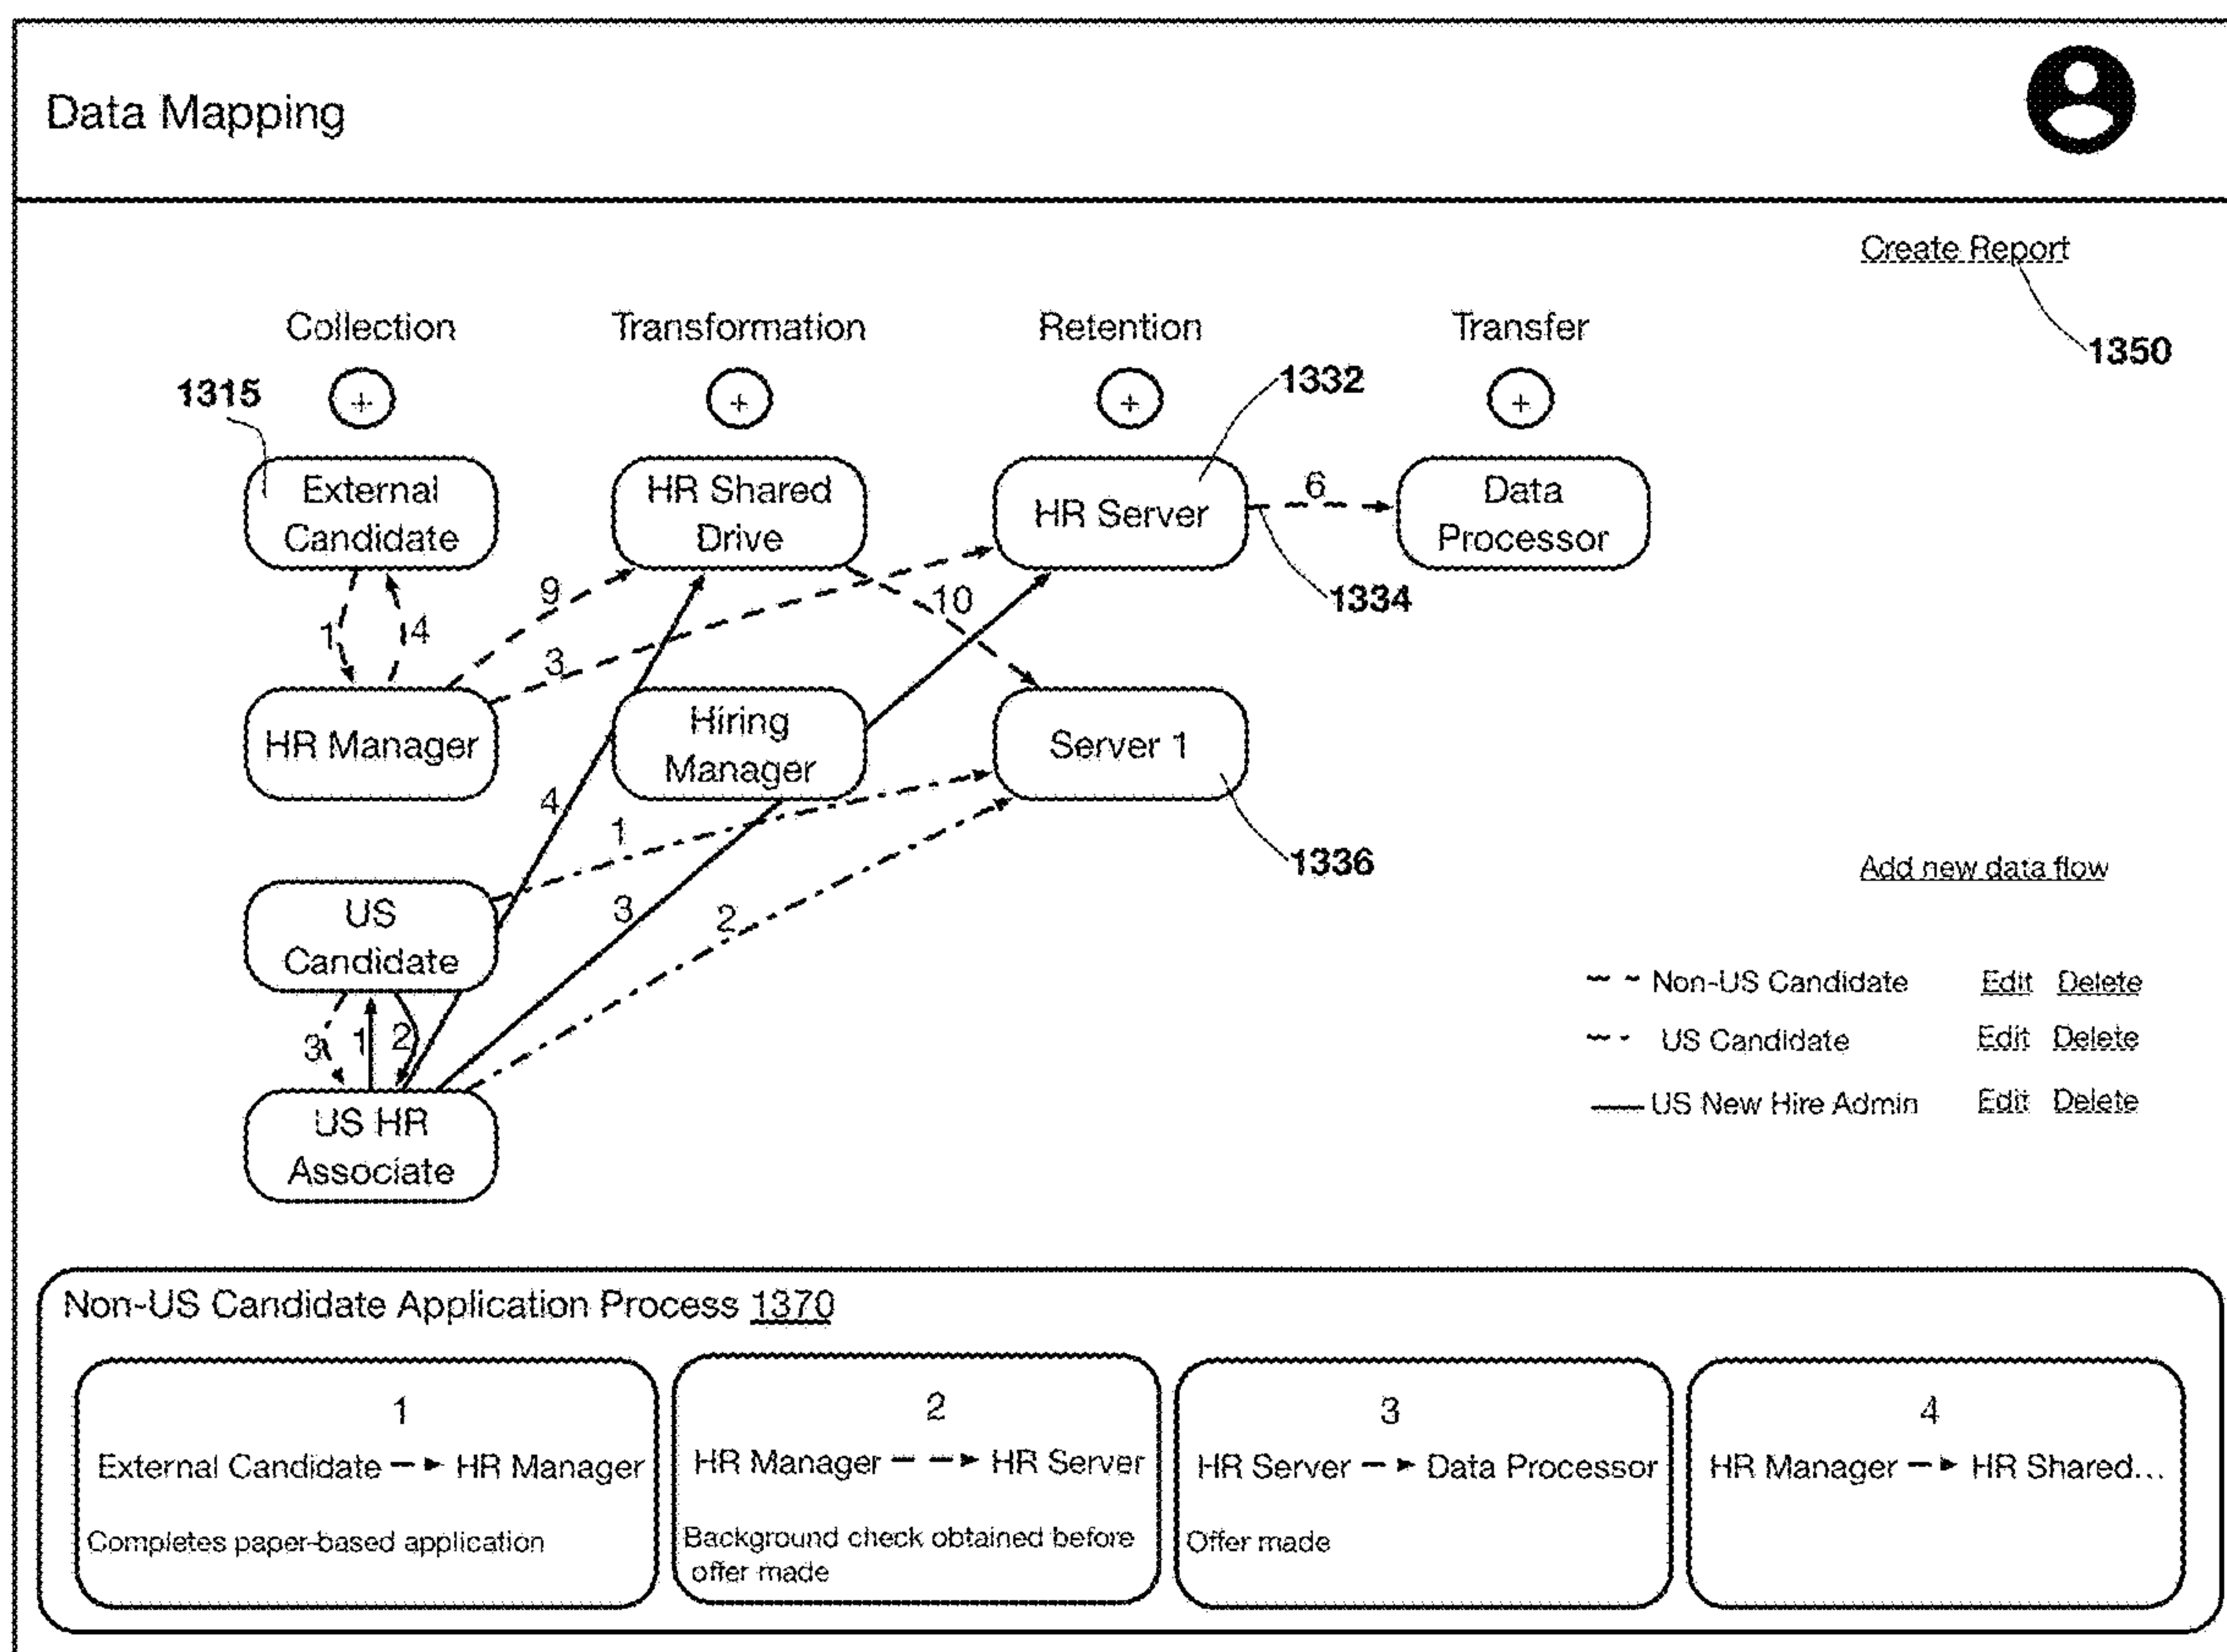 Data Mapping
Create Report
1350
Collection
Transformation
Retention
Transfer
1315
+
+
+
+
1332
External
Candidate
HR Shared
Drive
HR Server
6
Data
Processor
1334
1
4
9
3
10
HR Manager
Hiring
Manager
Server 1
1336
4
1
3
2
Add new data flow
US
Candidate
Non-US Candidate Edit Delete
US Candidate Edit Delete
US New Hire Admin Edit Delete
3
1
2
US HR
Associate
Non-US Candidate Application Process 1370
1
External Candidate HR Manager
Completes paper-based application
2
HR Manager HR Server
Background check obtained before
offer made
3
HR Server Data Processor
Offer made
4
HR Manager HR Shared...